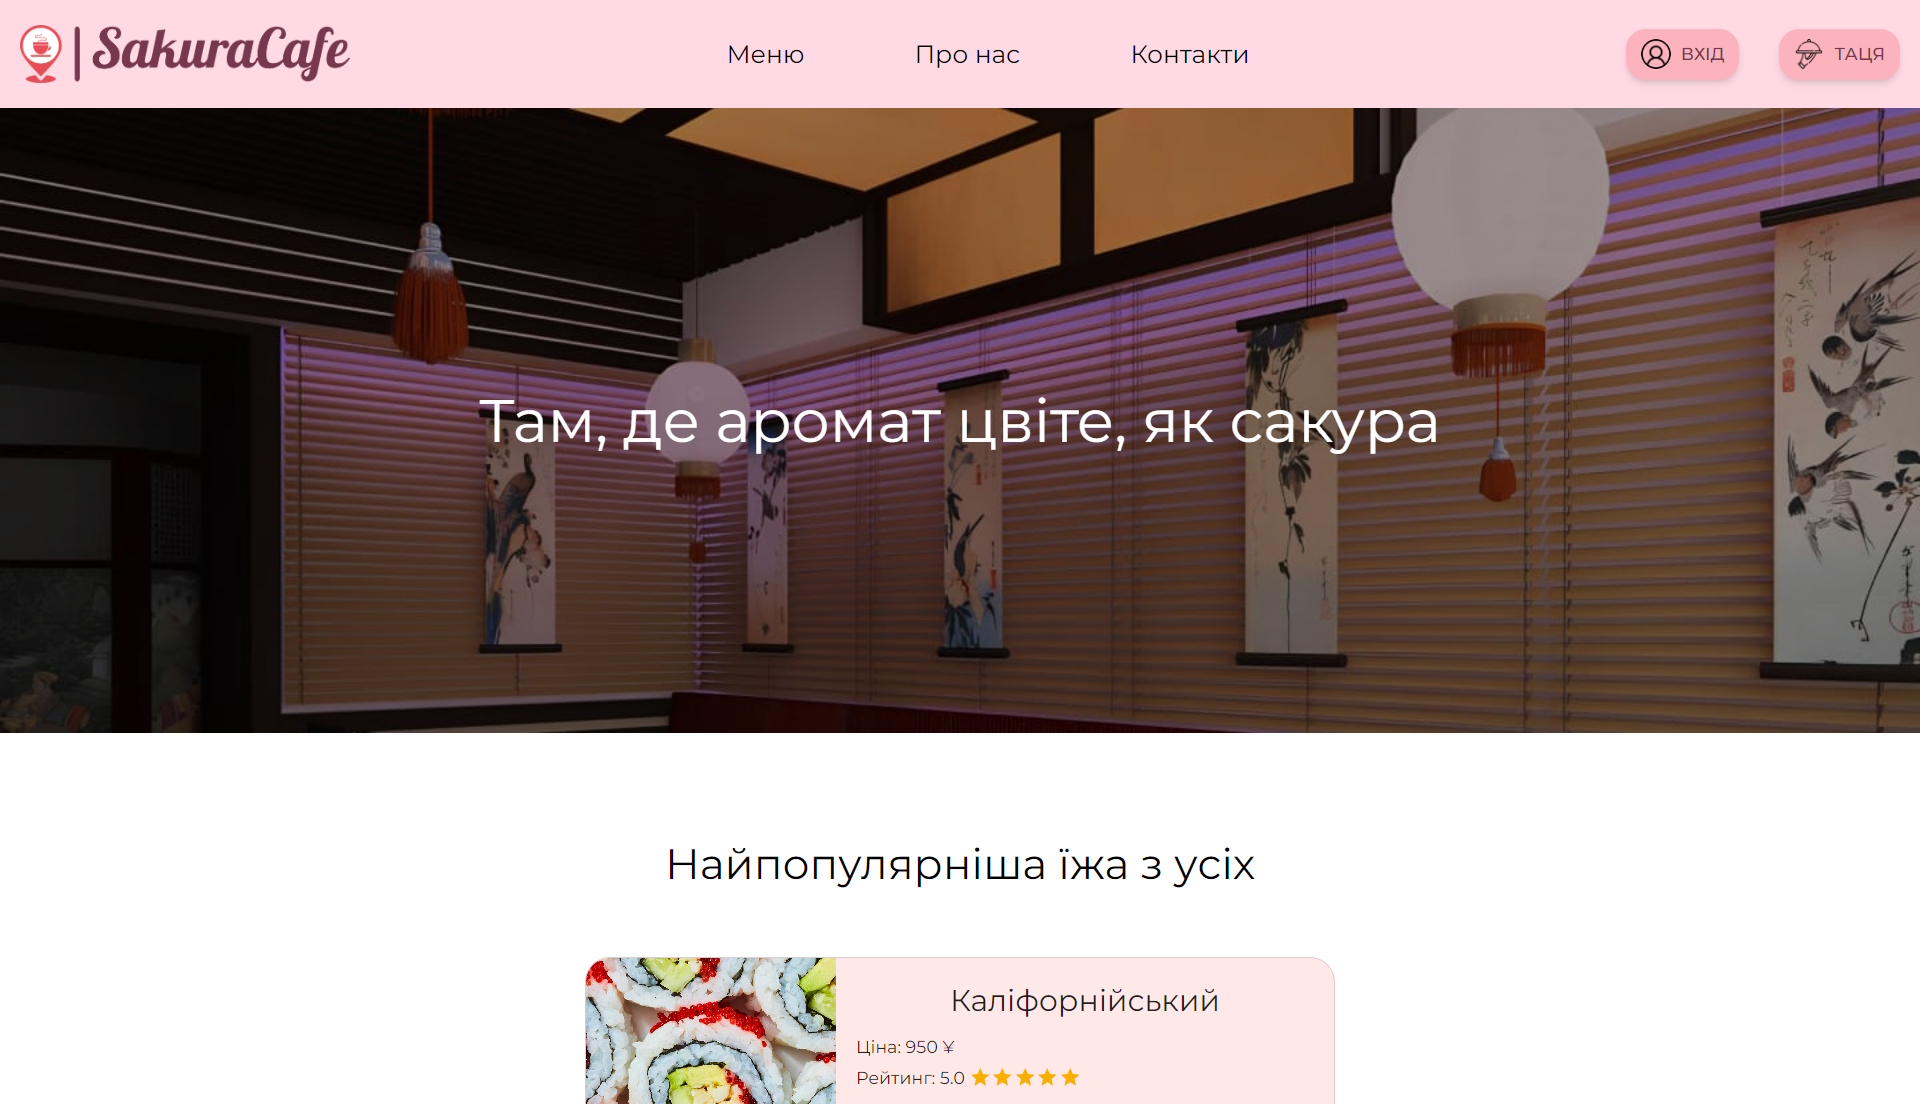 SakuraCafe
Меню
Про нас
Контакти
ВХІД
ТАЦЯ
Там, де аромат цвіте, як сакура
Найпопулярніша їжа з усіх
Каліфорнійський
Ціна: 950 ¥
Рейтинг: 5.0